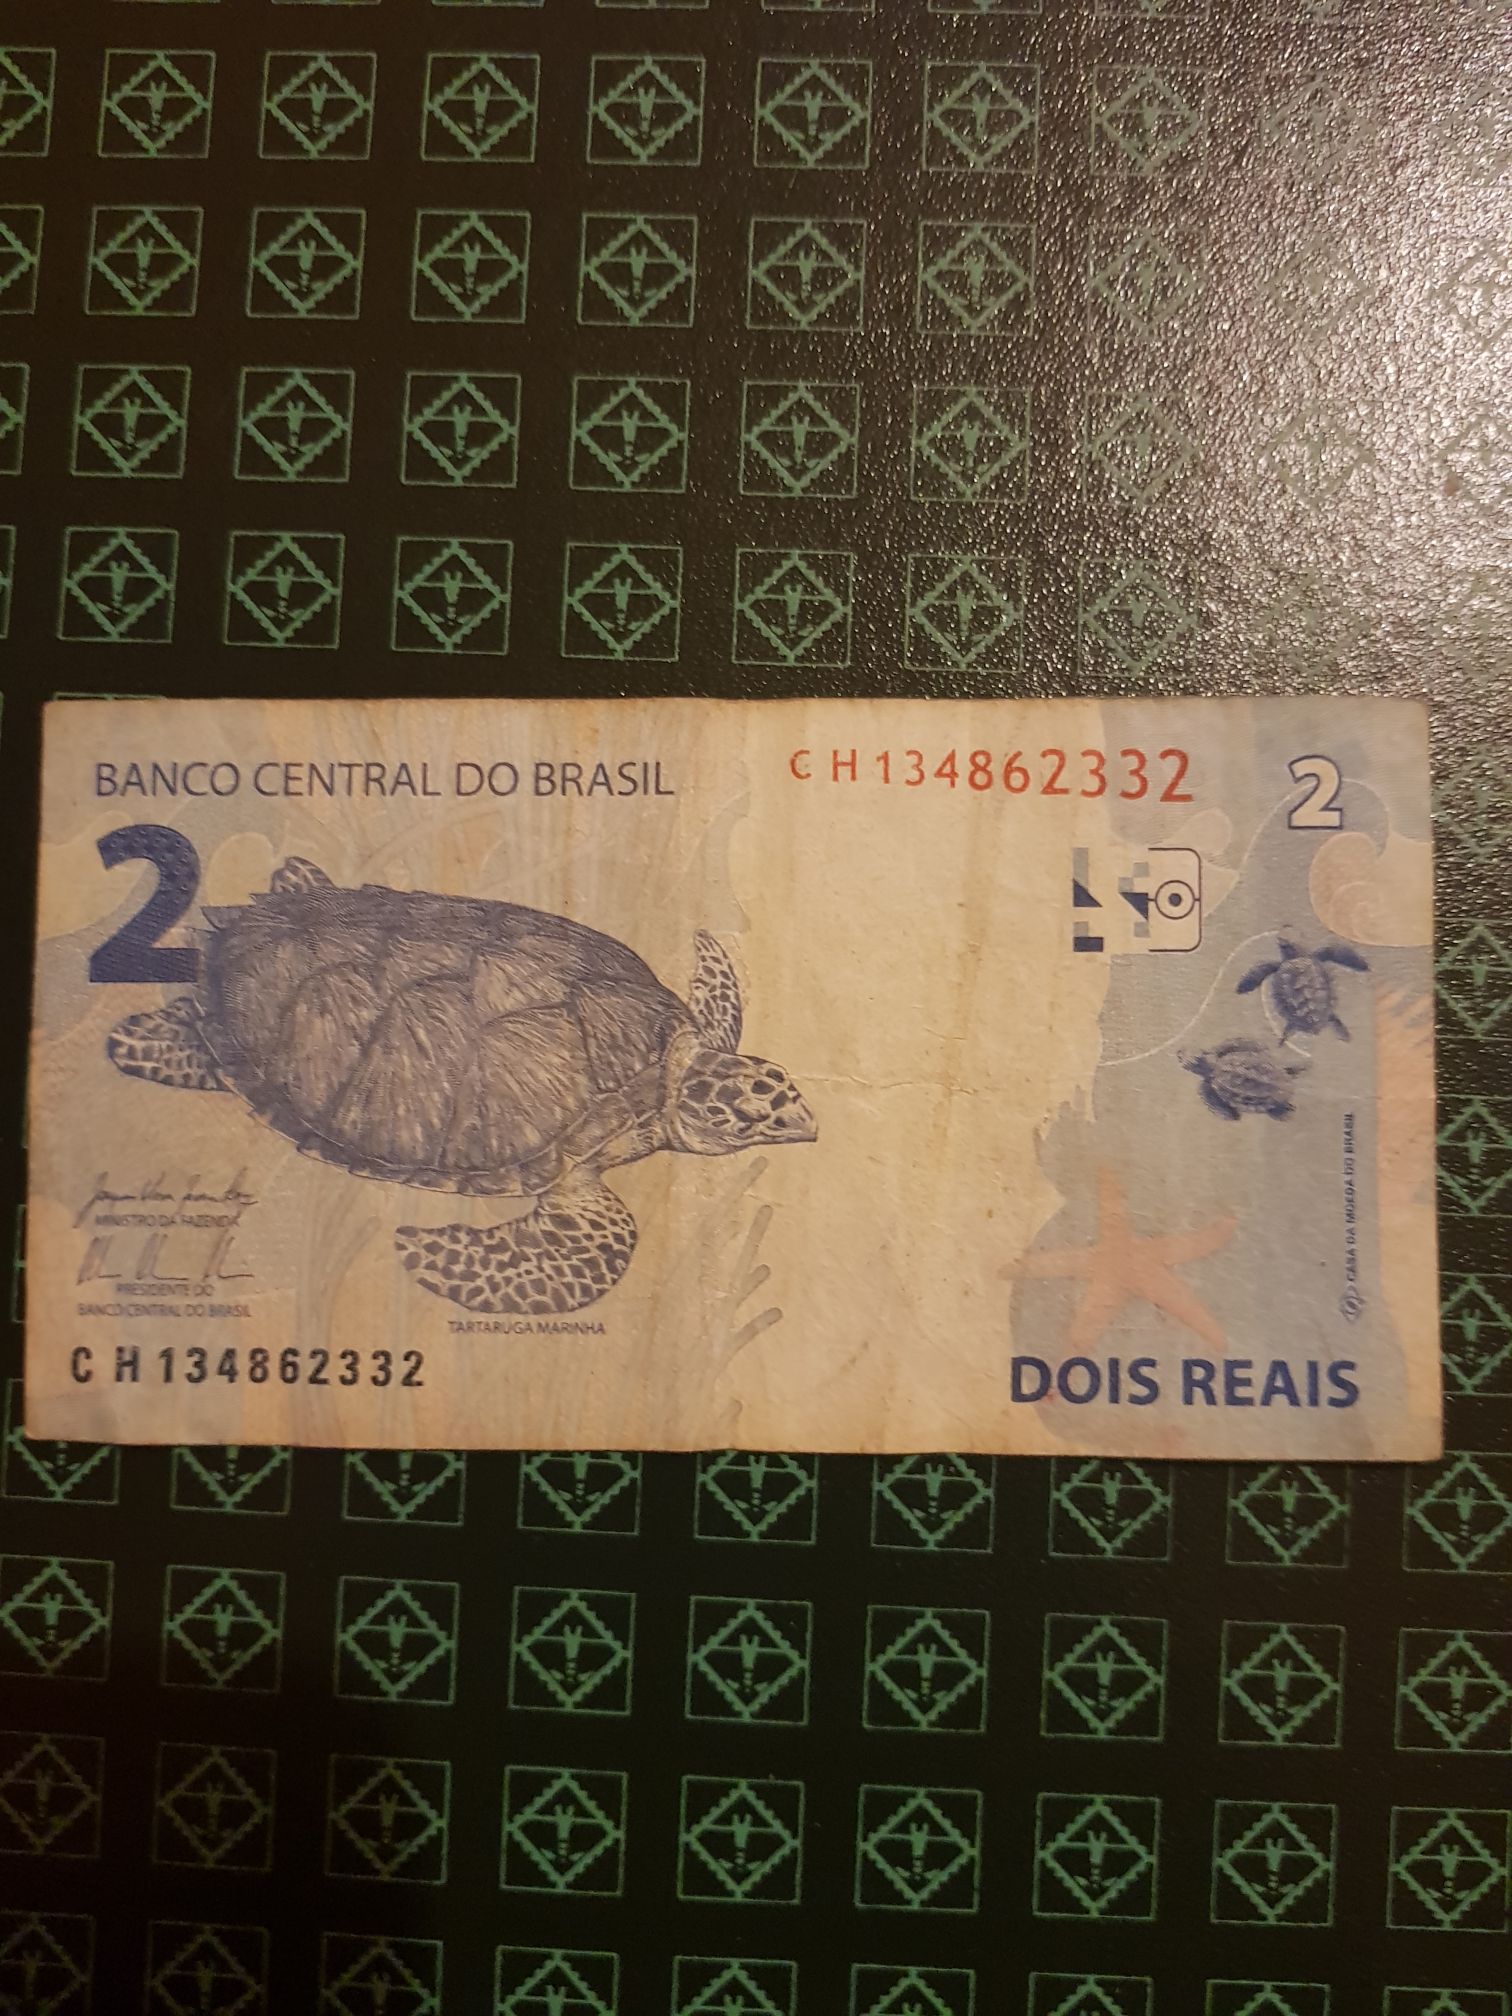 BANCO CENTRAL DO BRASIL
CH134862332
2
2
MINISTRO DA FAZENDA
PRESIDENTE DO
BANCO CENTRAL DO BRASIL
TARTARUGA MARINHA
CASA DA MOEDA DO BRASIL
CH134862332
DOIS REAIS